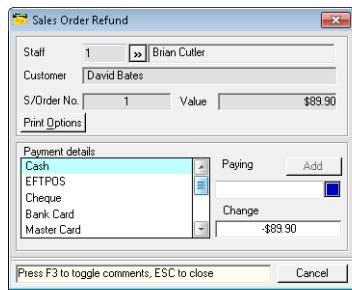 Sales Order Refund
Staff 1 » Brian Cutler
Customer David Bates
S/Order No. 1 Value $89.90
Print Options
Payment details
Cash
EFTPOS
Cheque
Bank Card
Master Card
Paying Add
Change
-$89.90
Press F3 to toggle comments, ESC to close Cancel